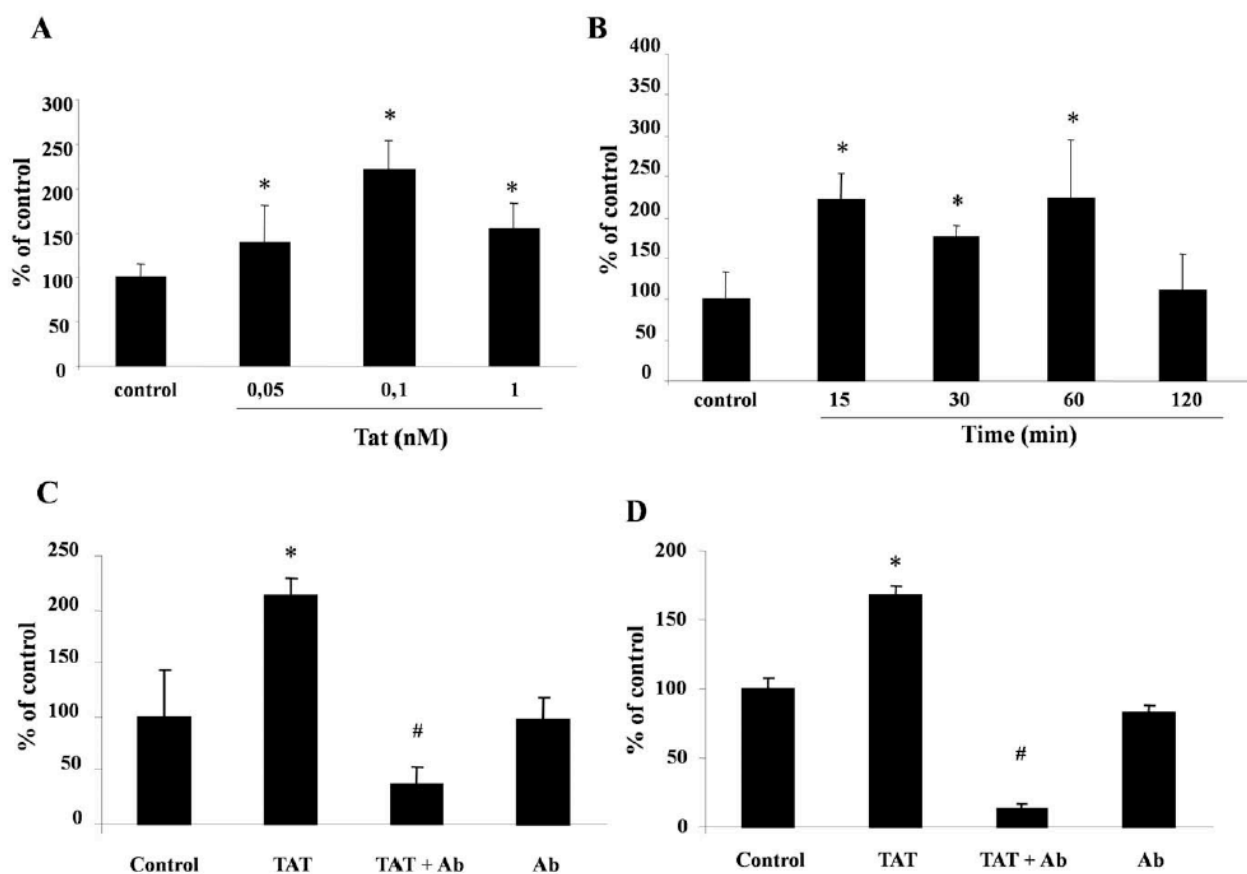 A
% of control
300
250
200
150
100
50
0
*
*
*
control 0,05 0,1 1
Tat (nM)
B
% of control
400
350
300
250
200
150
100
50
0
*
*
*
control 15 30 60 120
Time (min)
C
% of control
250
200
150
100
50
0
*
#
Control TAT TAT + Ab Ab
D
% of control
200
150
100
50
0
*
#
Control TAT TAT + Ab Ab